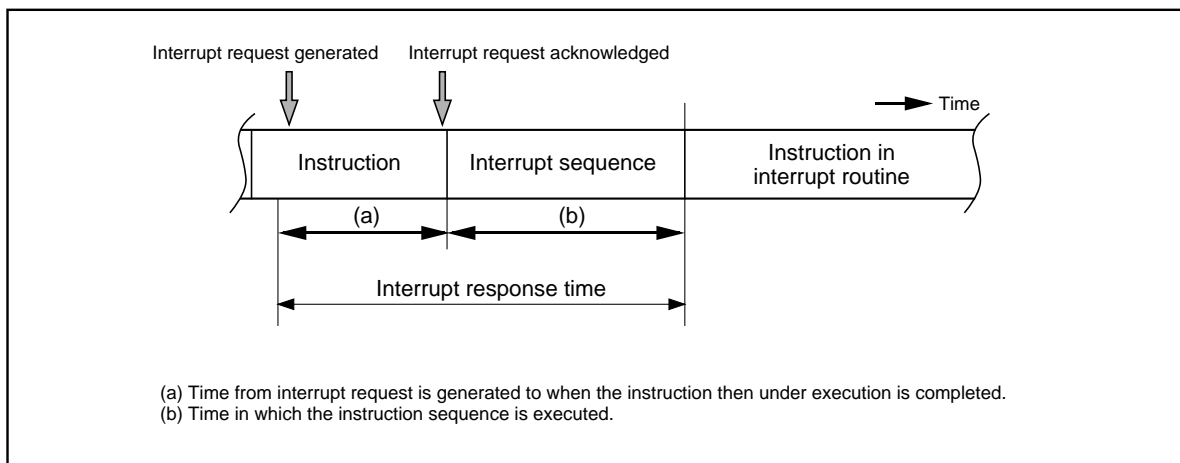 Interrupt request generated
Interrupt request acknowledged
Time
Instruction
Interrupt sequence
Instruction in
interrupt routine
(a)
(b)
Interrupt response time
(a) Time from interrupt request is generated to when the instruction then under execution is completed.
(b) Time in which the instruction sequence is executed.